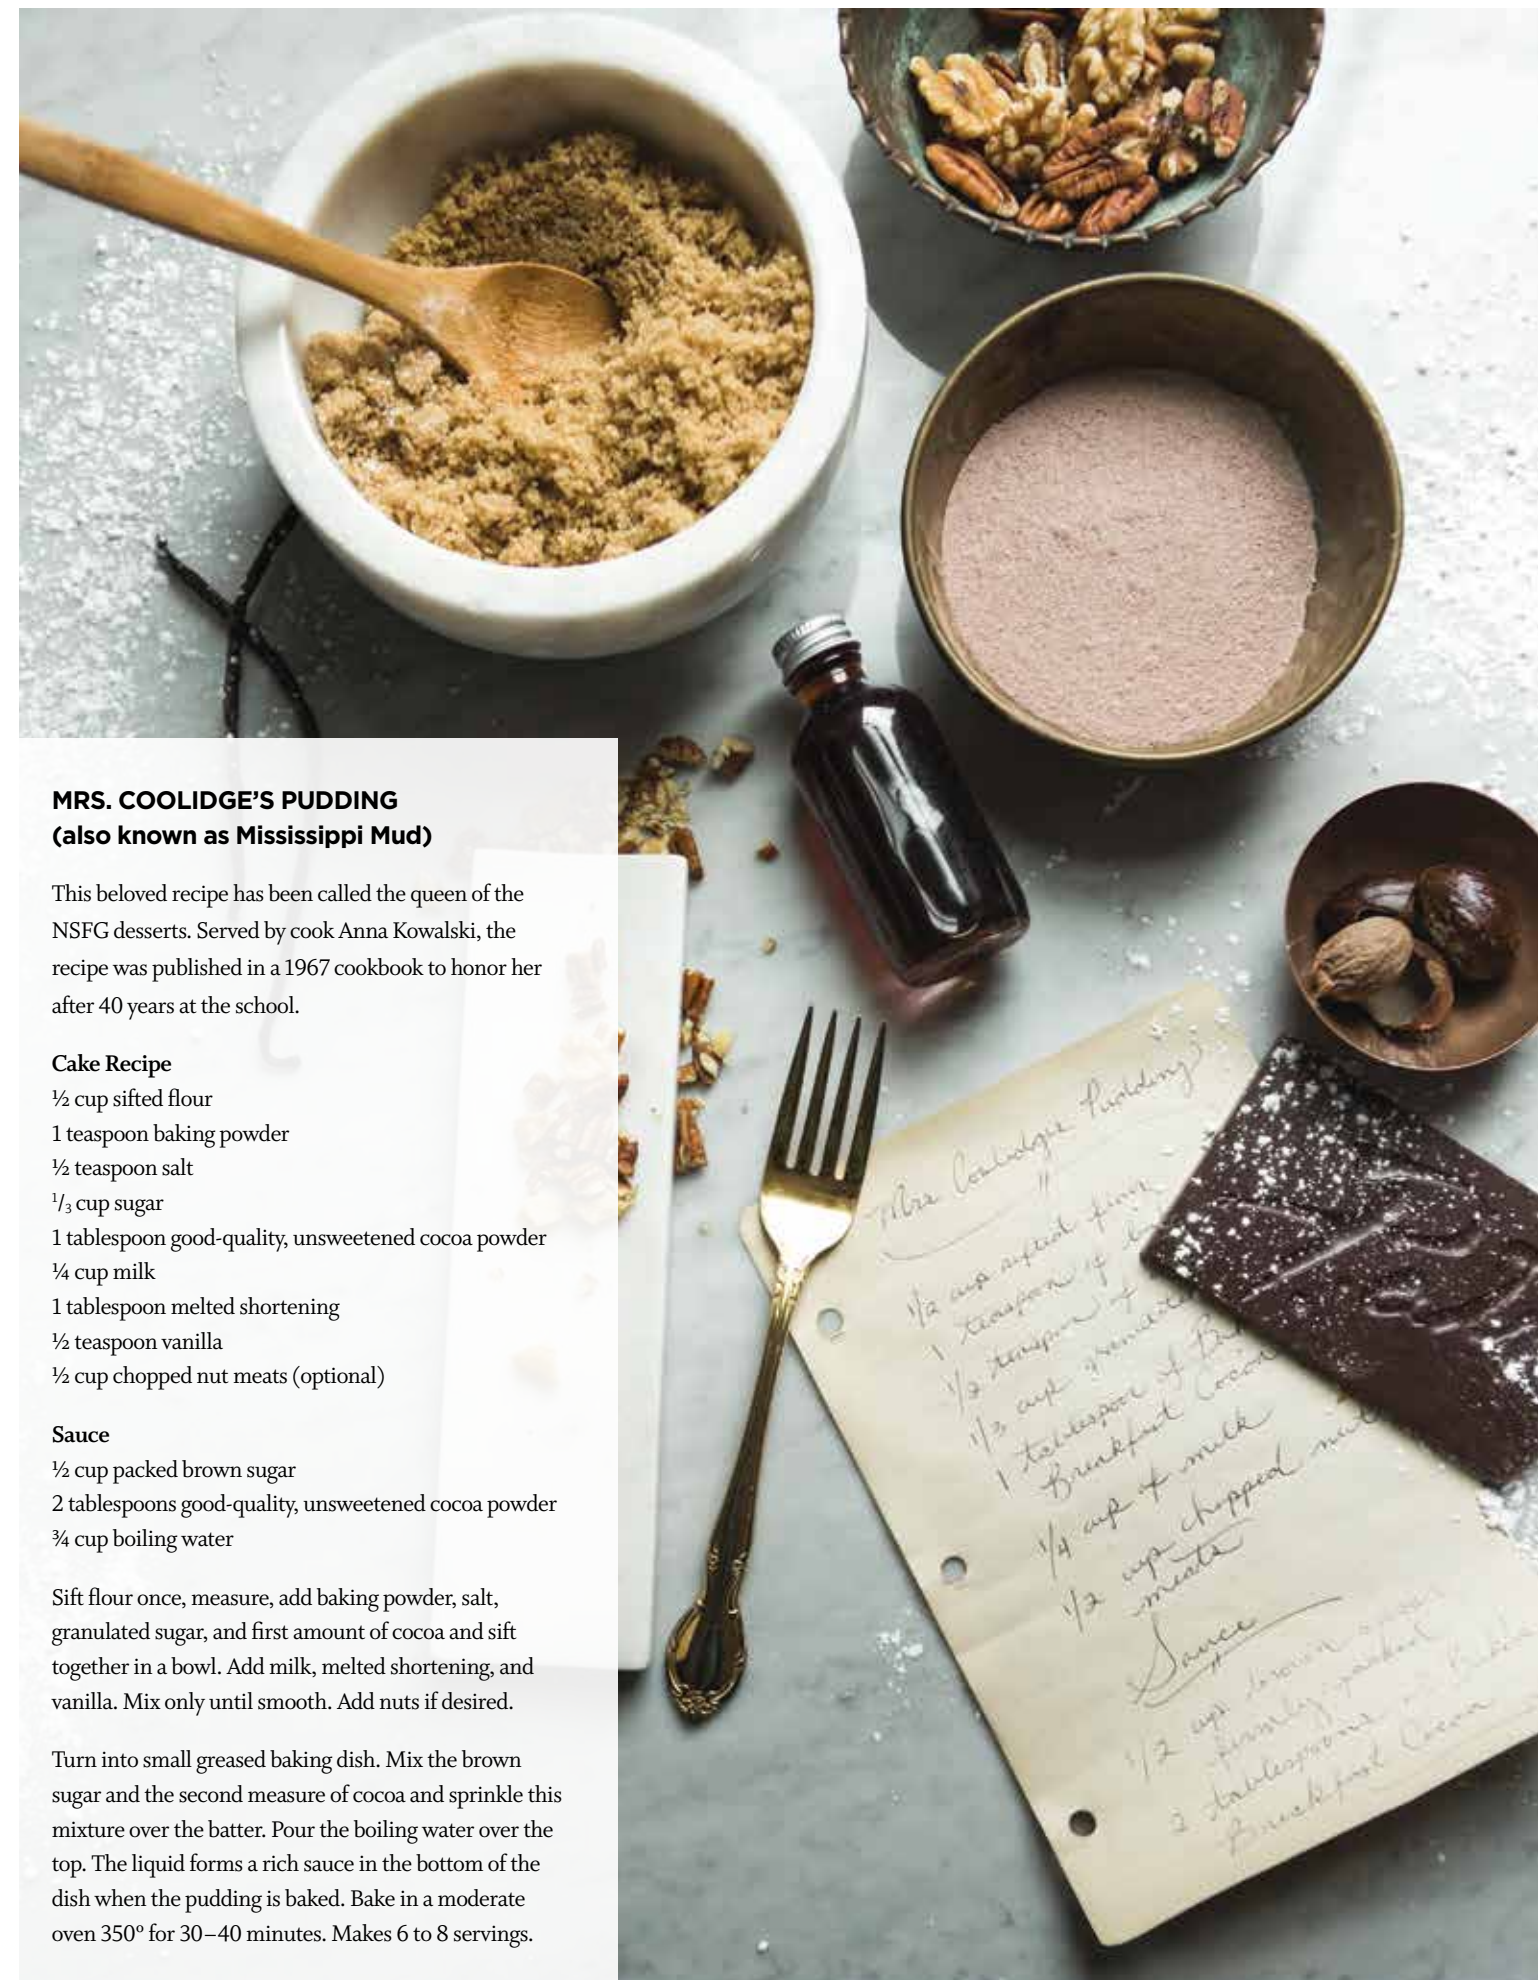 MRS. COOLIDGE'S PUDDING
(also known as Mississippi Mud)
This beloved recipe has been called the queen of the
NSFG desserts. Served by cook Anna Kowalski, the
recipe was published in a 1967 cookbook to honor her
after 40 years at the school.
Cake Recipe
½ cup sifted flour
1 teaspoon baking powder
½ teaspoon salt
1/3 cup sugar
1 tablespoon good-quality, unsweetened cocoa powder
¼ cup milk
1 tablespoon melted shortening
½ teaspoon vanilla
½ cup chopped nut meats (optional)
Sauce
½ cup packed brown sugar
2 tablespoons good-quality, unsweetened cocoa powder
¾ cup boiling water
Sift flour once, measure, add baking powder, salt,
granulated sugar, and first amount of cocoa and sift
together in a bowl. Add milk, melted shortening, and
vanilla. Mix only until smooth. Add nuts if desired.
Turn into small greased baking dish. Mix the brown
sugar and the second measure of cocoa and sprinkle this
mixture over the batter. Pour the boiling water over the
top. The liquid forms a rich sauce in the bottom of the
dish when the pudding is baked. Bake in a moderate
oven 350º for 30–40 minutes. Makes 6 to 8 servings.
Mrs Coolidge Pudding
1/2 cup sifted flour
1 teaspoon of
1/2 teaspoon
1/3 cup
1 tablespoon of
Breakfast Cocoa
1/4 cup of milk
1/2 cup chopped
meats
Sauce
1/2 cup brown
firmly packed
2 tablespoons
Breakfast Cocoa